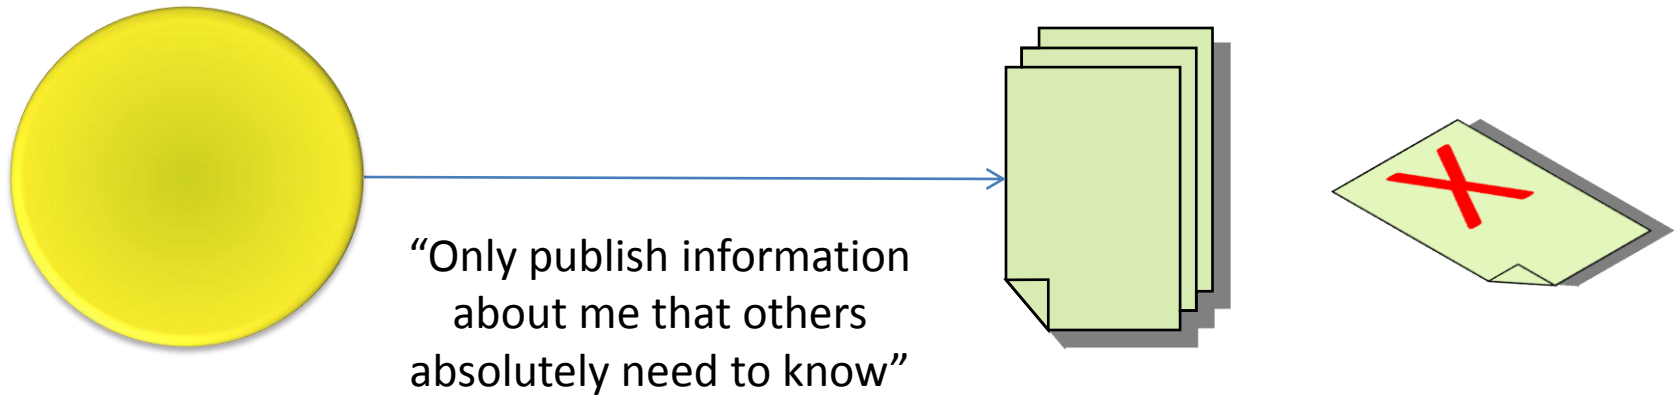 “Only publish information
about me that others
absolutely need to know”